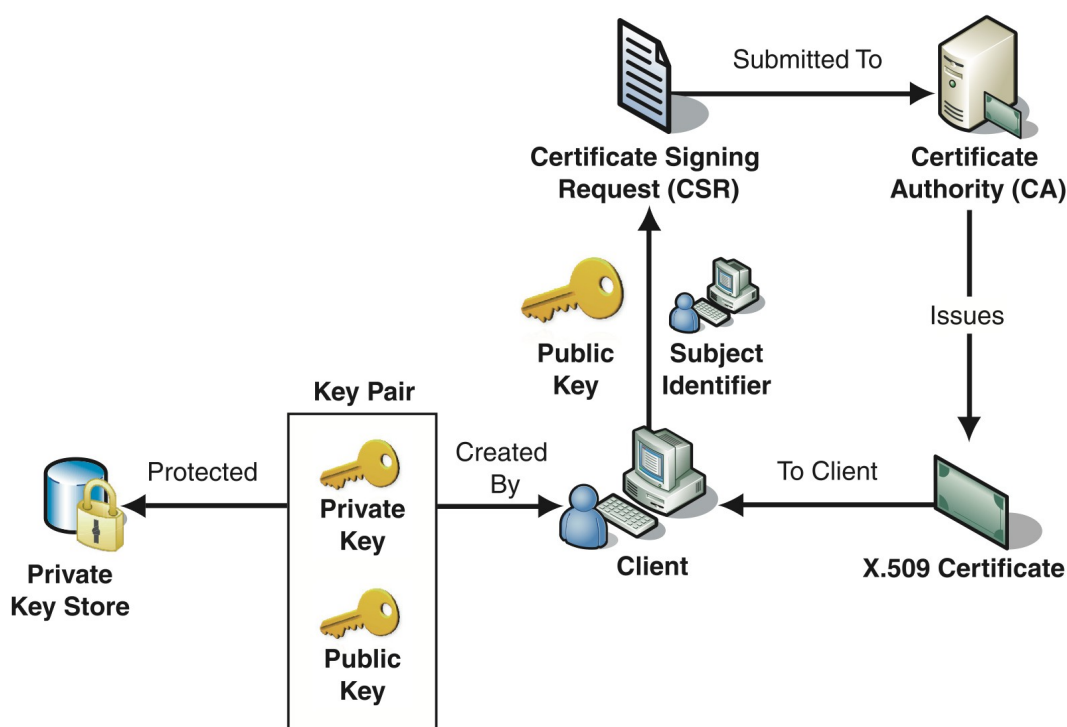 Submitted To
Certificate Signing
Request (CSR)
Certificate
Authority (CA)
Public
Key
Subject
Identifier
Issues
Key Pair
Protected
Private
Key
Created
By
To Client
Client
X.509 Certificate
Private
Key Store
Public
Key